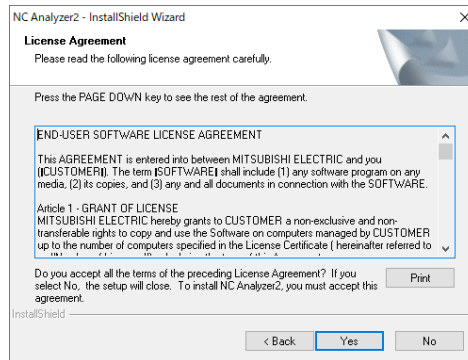 NC Analyzer2 - InstallShield Wizard
License Agreement
Please read the following license agreement carefully.
Press the PAGE DOWN key to see the rest of the agreement.
END-USER SOFTWARE LICENSE AGREEMENT
This AGREEMENT is entered into between MITSUBISHI ELECTRIC and you
(|CUSTOMER|). The term |SOFTWARE| shall include (1) any software program on any
media, (2) its copies, and (3) any and all documents in connection with the SOFTWARE.
Article 1 - GRANT OF LICENSE
MITSUBISHI ELECTRIC hereby grants to CUSTOMER a non-exclusive and non-
transferable rights to copy and use the Software on computers managed by CUSTOMER
up to the number of computers specified in the License Certificate ( hereinafter referred to
Do you accept all the terms of the preceding License Agreement? If you
select No, the setup will close. To install NC Analyzer2, you must accept this
agreement.
Print
InstallShield
< Back
Yes
No